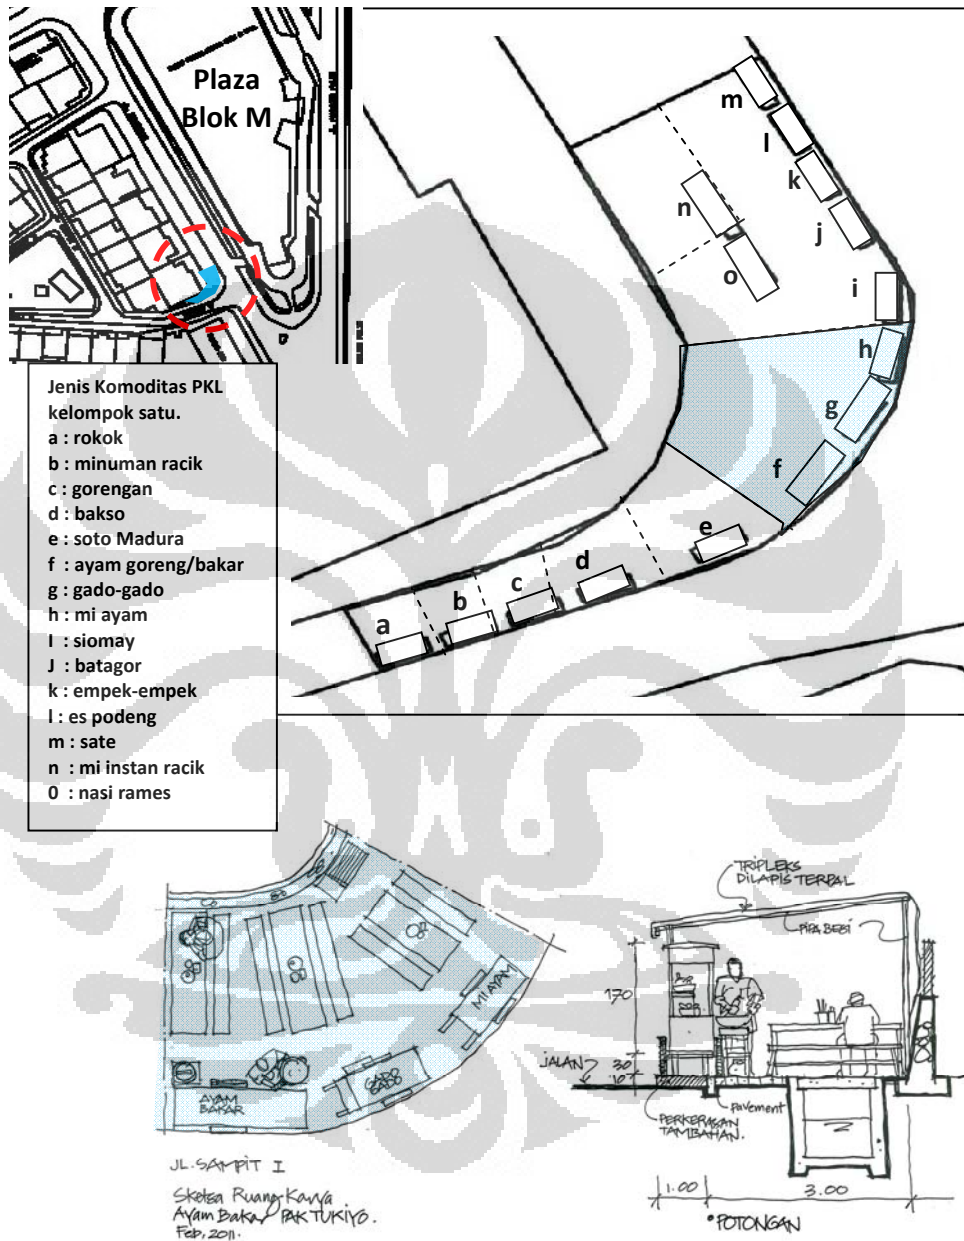 Plaza
Blok M
m
l
k
j
n
o
i
h
g
f
e
d
c
b
a
Jenis Komoditas PKL
kelompok satu.
a : rokok
b : minuman racik
c : gorengan
d : bakso
e : soto Madura
f : ayam goreng/bakar
g : gado-gado
h : mi ayam
I : siomay
J : batagor
k : empek-empek
l : es podeng
m : sate
n : mi instan racik
0 : nasi rames
MI AYAM
GADO
GADO
AYAM
BAKAR
JL. SAMPIT I
Sketsa Ruang Karya
Ayam Bakar PAK TUKIYO.
Feb, 2011.
TRIPLEKS
DILAPIS TERPAL
PIPA BESI
170
JALAN
30
10
pavement
PERKERASAN
TAMBAHAN.
1.00
3.00
POTONGAN